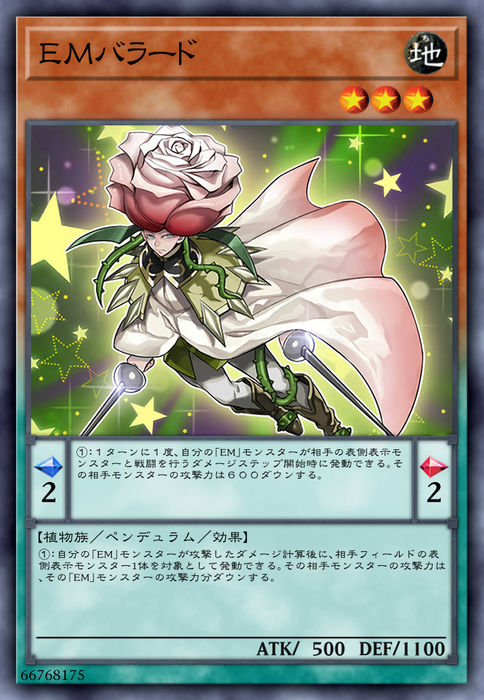 EMバラード
ち
地
①:1ターンに1度、自分の「EM」モンスターが相手の表側表示モ
ンスターと戦闘を行うダメージステップ開始時に発動できる。そ
の相手モンスターの攻撃力は600ダウンする。
2
2
【植物族/ペンデュラム/効果】
①:自分の「EM」モンスターが攻撃したダメージ計算後に、相手フィールドの表
側表示モンスター1体を対象として発動できる。その相手モンスターの攻撃力は
、その「EM」モンスターの攻撃力分ダウンする。
ATK/ 500 DEF/1100
66768175